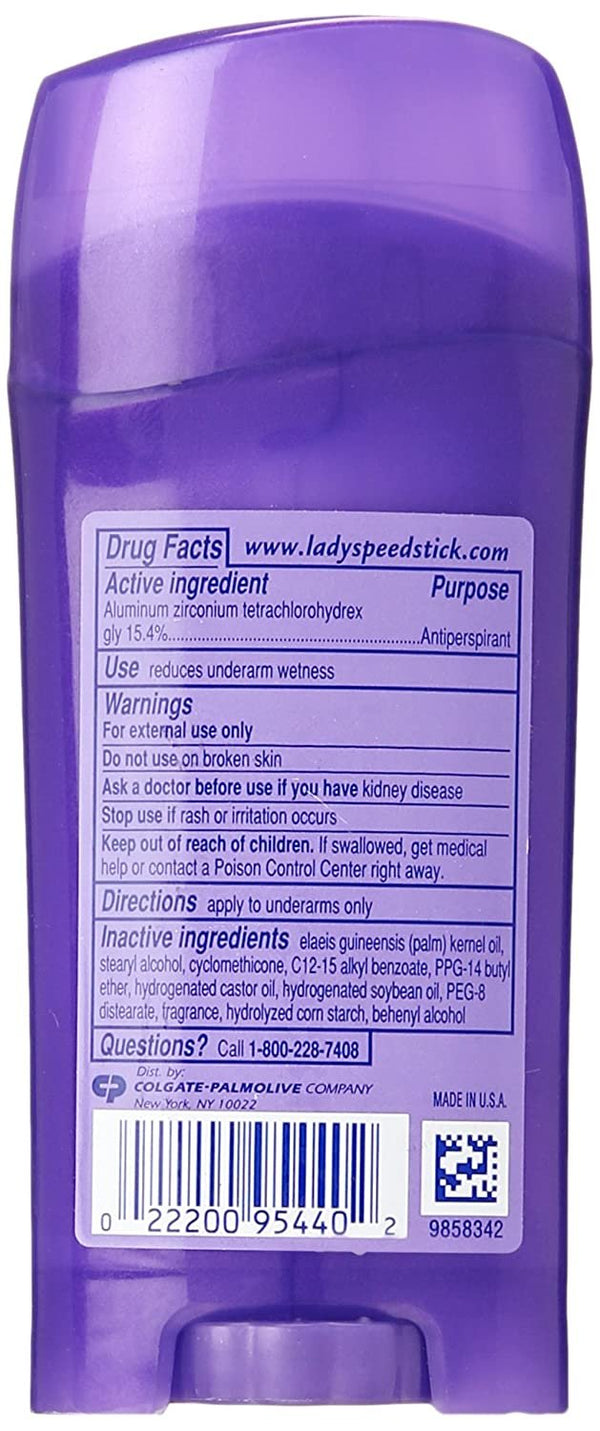 Drug Facts www.ladyspeedstick.com
Active ingredient Purpose
Aluminum zirconium tetrachlorohydrex
gly 15.4%..........................................................Antiperspirant
Use reduces underarm wetness
Warnings
For external use only
Do not use on broken skin
Ask a doctor before use if you have kidney disease
Stop use if rash or irritation occurs
Keep out of reach of children. If swallowed, get medical
help or contact a Poison Control Center right away.
Directions apply to underarms only
Inactive ingredients elaeis guineensis (palm) kernel oil,
stearyl alcohol, cyclomethicone, C12-15 alkyl benzoate, PPG-14 butyl
ether, hydrogenated castor oil, hydrogenated soybean oil, PEG-8
distearate, fragrance, hydrolyzed corn starch, behenyl alcohol
Questions? Call 1-800-228-7408
Dist. by:
CP COLGATE-PALMOLIVE COMPANY
New York, NY 10022
MADE IN U.S.A.
0 22200 95440 2
9858342